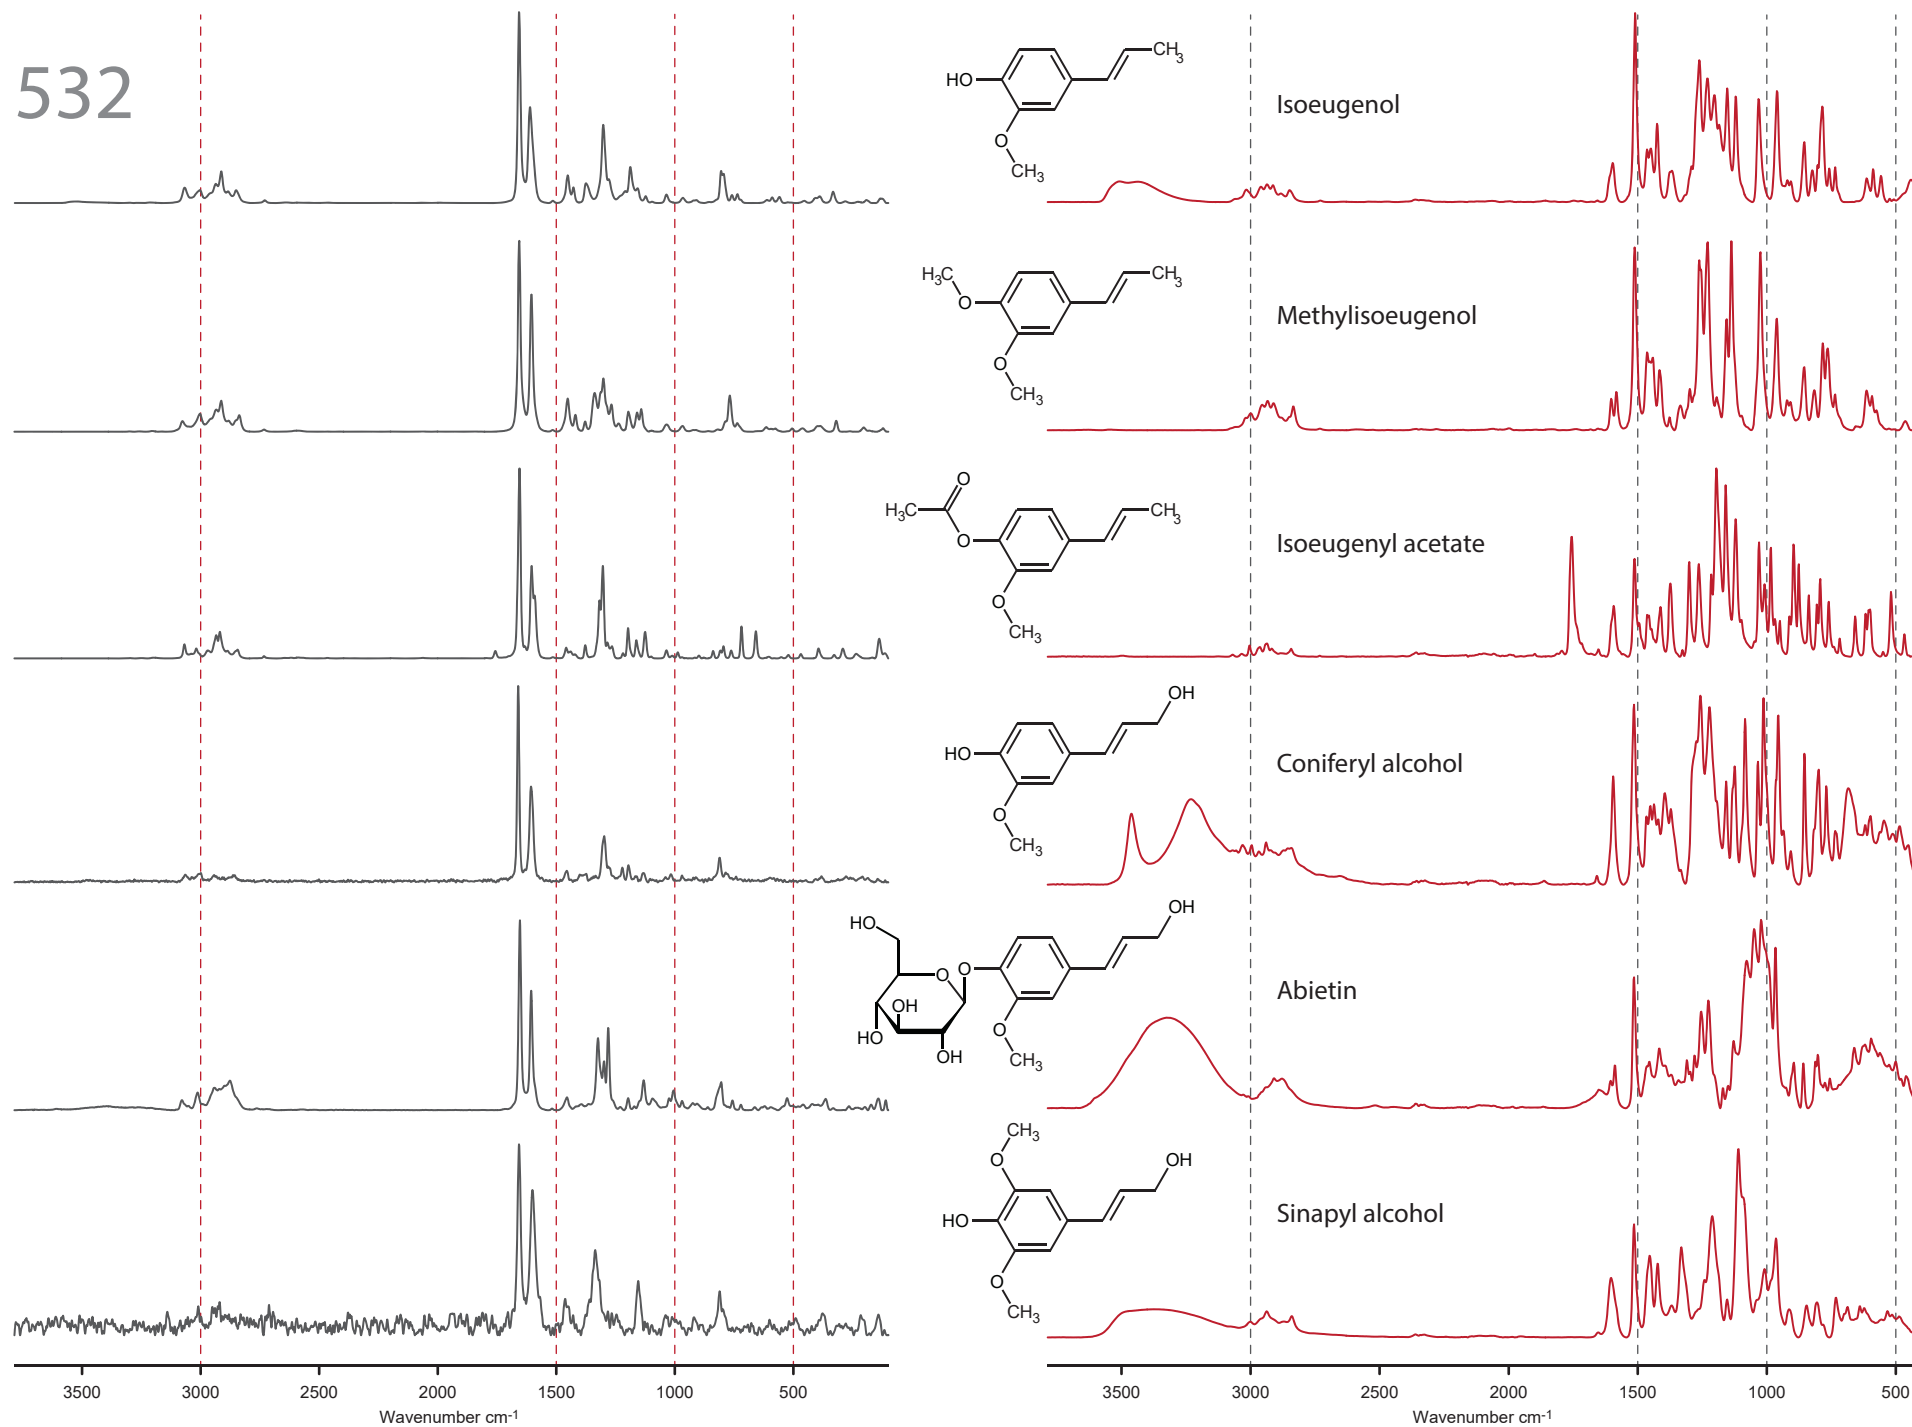 532
HO
CH3
O
CH3
Isoeugenol
H3C
O
CH3
O
CH3
Methylisoeugenol
O
H3C
O
CH3
O
CH3
Isoeugenyl acetate
OH
HO
O
CH3
Coniferyl alcohol
HO
OH
O
O
OH
HO
OH
O
CH3
Abietin
CH3
O
OH
HO
O
CH3
Sinapyl alcohol
3500 3000 2500 2000 1500 1000 500
Wavenumber cm-1
3500 3000 2500 2000 1500 1000 500
Wavenumber cm-1